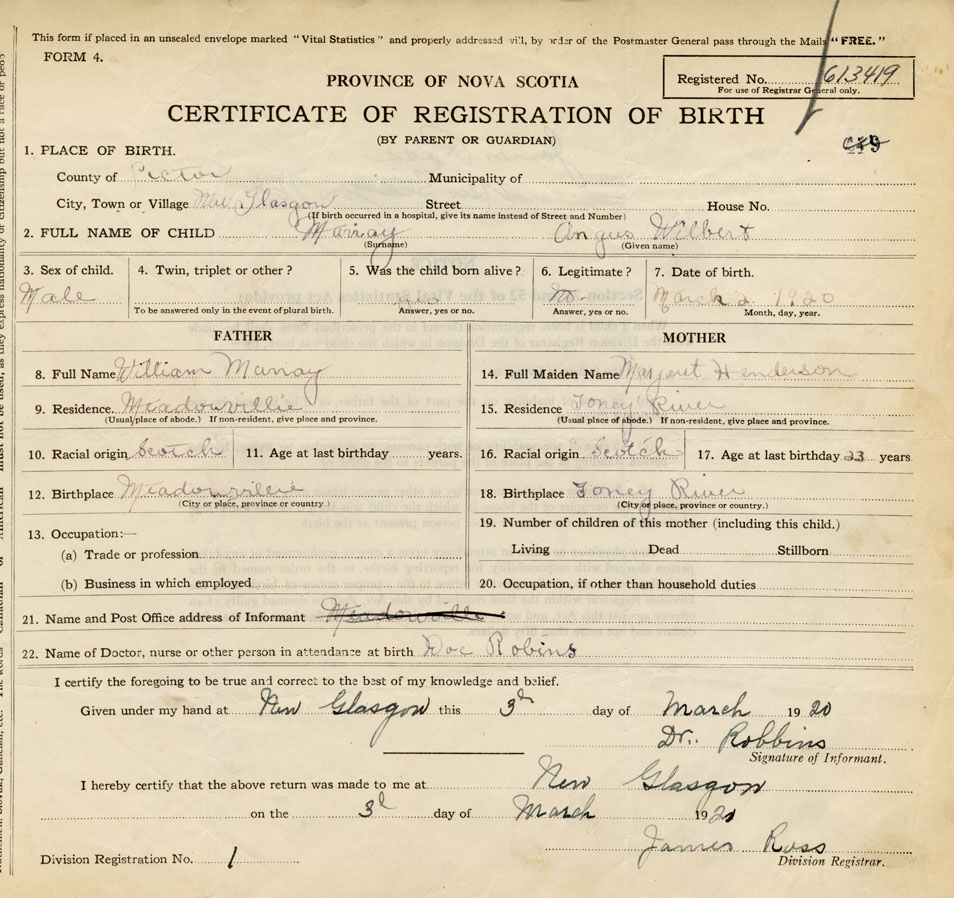 This form if placed in an unsealed envelope marked "Vital Statistics" and properly addressed will, by order of the Postmaster General pass through the Mails "FREE."
FORM 4.
PROVINCE OF NOVA SCOTIA
Registered No. 613419
For use of Registrar General only.
CERTIFICATE OF REGISTRATION OF BIRTH
(BY PARENT OR GUARDIAN)
1. PLACE OF BIRTH.
County of Pictou Municipality of
City, Town or Village New Glasgow Street House No.
(If birth occurred in a hospital, give its name instead of Street and Number)
2. FULL NAME OF CHILD Murray Angus Wilbert
(Surname) (Given name)
3. Sex of child. 4. Twin, triplet or other? 5. Was the child born alive? 6. Legitimate? 7. Date of birth.
Male No. March 2. 1920
To be answered only in the event of plural birth. Answer, yes or no. Answer, yes or no. Month, day, year.
FATHER MOTHER
8. Full Name William Murray 14. Full Maiden Name Margaret Henderson
9. Residence. Meadowvillie 15. Residence Toney River
(Usual place of abode.) If non-resident, give place and province. (Usual place of abode.) If non-resident, give place and province.
10. Racial origin Scotch 11. Age at last birthday years. 16. Racial origin Scotch 17. Age at last birthday 23 years
12. Birthplace Meadowvillie 18. Birthplace Toney River
(City or place, province or country.) (City or place, province or country.)
13. Occupation:— 19. Number of children of this mother (including this child.)
(a) Trade or profession Living Dead Stillborn
(b) Business in which employed 20. Occupation, if other than household duties
21. Name and Post Office address of Informant Meadowville
22. Name of Doctor, nurse or other person in attendance at birth Doc Robins
I certify the foregoing to be true and correct to the best of my knowledge and belief.
Given under my hand at New Glasgow this 3d day of March 1920
Dr. Robbins
Signature of Informant.
I hereby certify that the above return was made to me at New Glasgow
on the 3d day of March 1920
James Ross
Division Registration No. 1 Division Registrar.